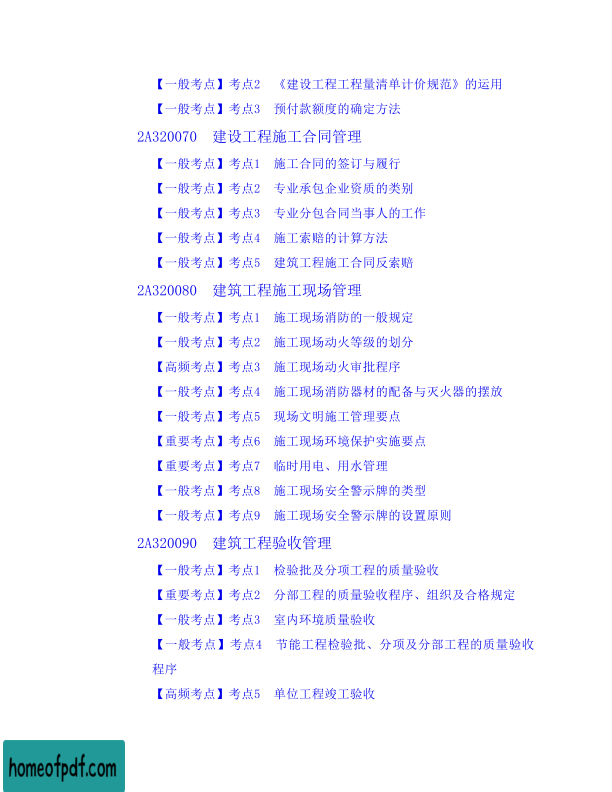 【一般考点】考点2　《建设工程工程量清单计价规范》的运用
【一般考点】考点3　预付款额度的确定方法
2A320070　建设工程施工合同管理
【一般考点】考点1　施工合同的签订与履行
【一般考点】考点2　专业承包企业资质的类别
【一般考点】考点3　专业分包合同当事人的工作
【一般考点】考点4　施工索赔的计算方法
【一般考点】考点5　建筑工程施工合同反索赔
2A320080　建筑工程施工现场管理
【一般考点】考点1　施工现场消防的一般规定
【一般考点】考点2　施工现场动火等级的划分
【高频考点】考点3　施工现场动火审批程序
【一般考点】考点4　施工现场消防器材的配备与灭火器的摆放
【一般考点】考点5　现场文明施工管理要点
【重要考点】考点6　施工现场环境保护实施要点
【重要考点】考点7　临时用电、用水管理
【一般考点】考点8　施工现场安全警示牌的类型
【一般考点】考点9　施工现场安全警示牌的设置原则
2A320090　建筑工程验收管理
【一般考点】考点1　检验批及分项工程的质量验收
【重要考点】考点2　分部工程的质量验收程序、组织及合格规定
【一般考点】考点3　室内环境质量验收
【一般考点】考点4　节能工程检验批、分项及分部工程的质量验收
程序
【高频考点】考点5　单位工程竣工验收
homeofpdf.com